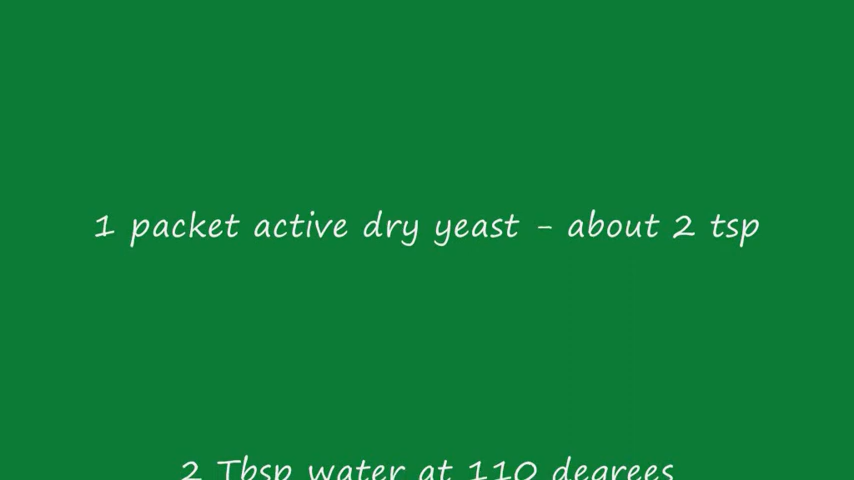 1 packet active dry yeast - about 2 tsp
2 Tbsp water at 110 degrees